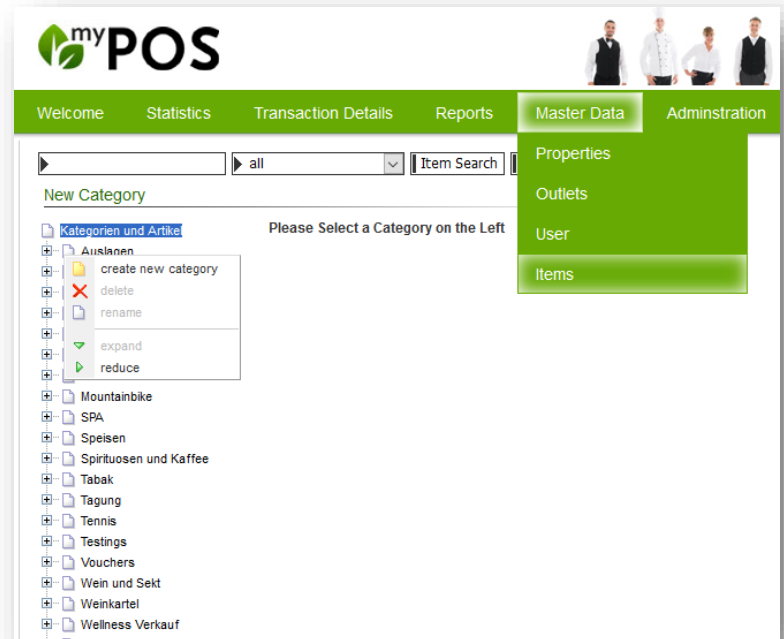 myPOS
Welcome Statistics Transaction Details Reports Master Data Adminstration
Properties
Outlets
User
Items
all Item Search
New Category
Please Select a Category on the Left
Kategorien und Artikel
Auslagen
create new category
delete
rename
expand
reduce
Mountainbike
SPA
Speisen
Spirituosen und Kaffee
Tabak
Tagung
Tennis
Testings
Vouchers
Wein und Sekt
Weinkartel
Wellness Verkauf